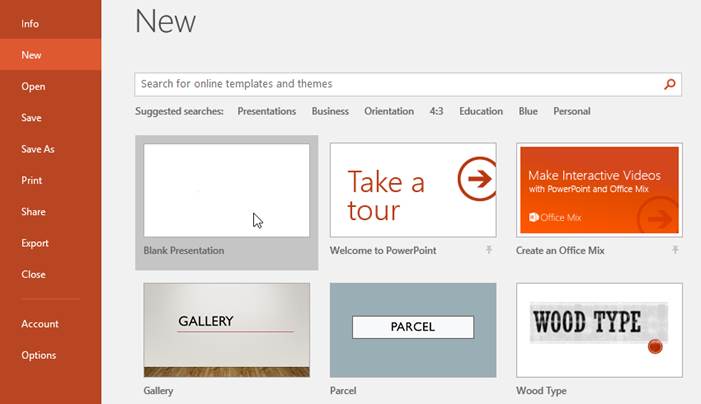 Info
New
Open
Save
Save As
Print
Share
Export
Close
Account
Options
New
Search for online templates and themes
Suggested searches: Presentations Business Orientation 4:3 Education Blue Personal
Take a
tour
Make Interactive Videos
with PowerPoint and Office Mix
Office Mix
Blank Presentation
Welcome to PowerPoint
Create an Office Mix
GALLERY
PARCEL
WOOD TYPE
Gallery
Parcel
Wood Type